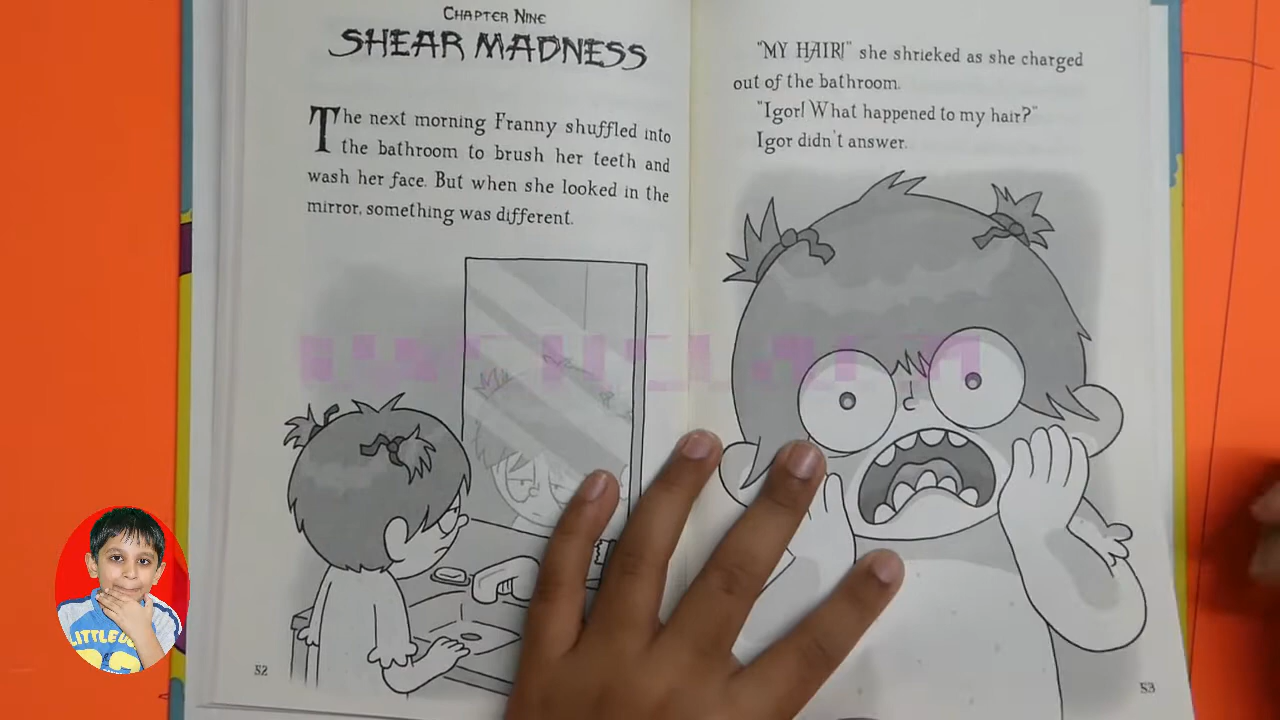 CHAPTER NINE
SHEAR MADNESS
The next morning Franny shuffled into
the bathroom to brush her teeth and
wash her face. But when she looked in the
mirror, something was different.
52
"MY HAIR!" she shrieked as she charged
out of the bathroom.
"Igor! What happened to my hair?"
Igor didn't answer.
53
LITTLE